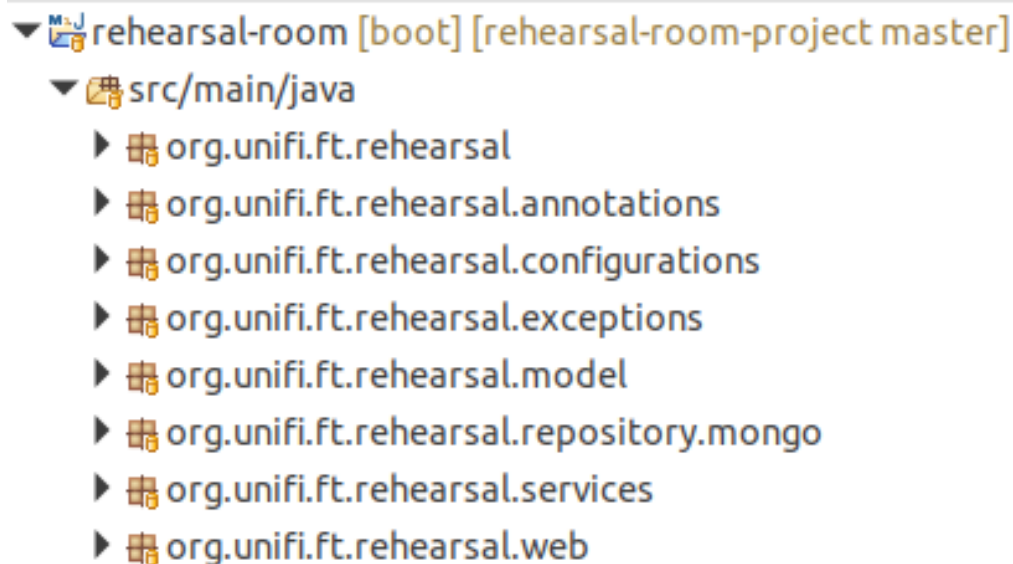 rehearsal-room [boot] [rehearsal-room-project master]
src/main/java
org.unifi.ft.rehearsal
org.unifi.ft.rehearsal.annotations
org.unifi.ft.rehearsal.configurations
org.unifi.ft.rehearsal.exceptions
org.unifi.ft.rehearsal.model
org.unifi.ft.rehearsal.repository.mongo
org.unifi.ft.rehearsal.services
org.unifi.ft.rehearsal.web